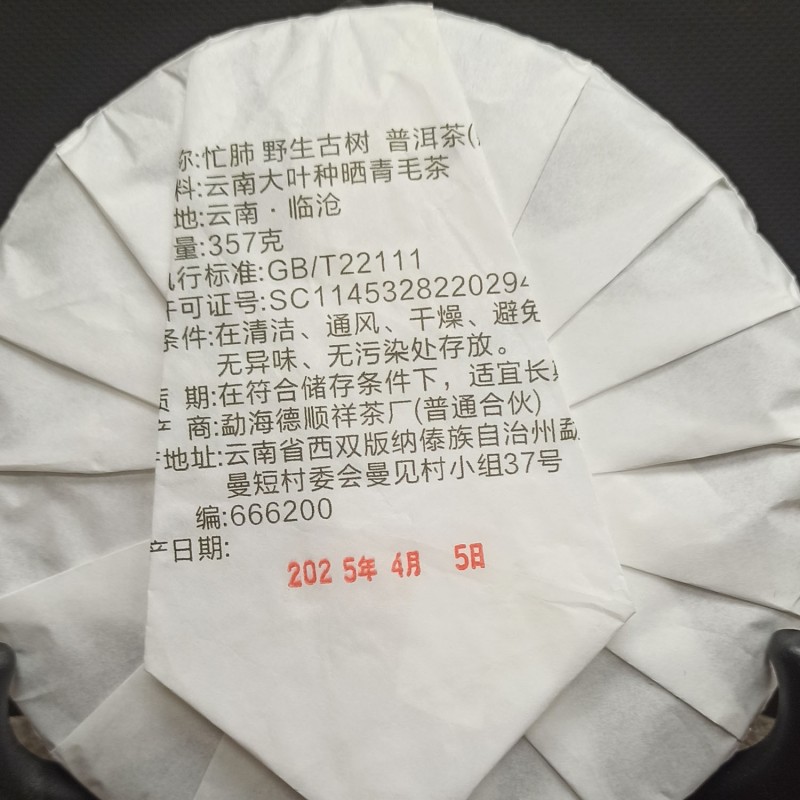 称:忙肺 野生古树 普洱茶(
料:云南大叶种晒青毛茶
地:云南·临沧
量:357克
行标准:GB/T22111
可证号:SC1145328220294
条件:在清洁、通风、干燥、避免
无异味、无污染处存放。
质 期:在符合储存条件下，适宜长期
产 商:勐海德顺祥茶厂(普通合伙)
地址:云南省西双版纳傣族自治州勐
曼短村委会曼见村小组37号
编:666200
产日期:
2025年 4月 5日